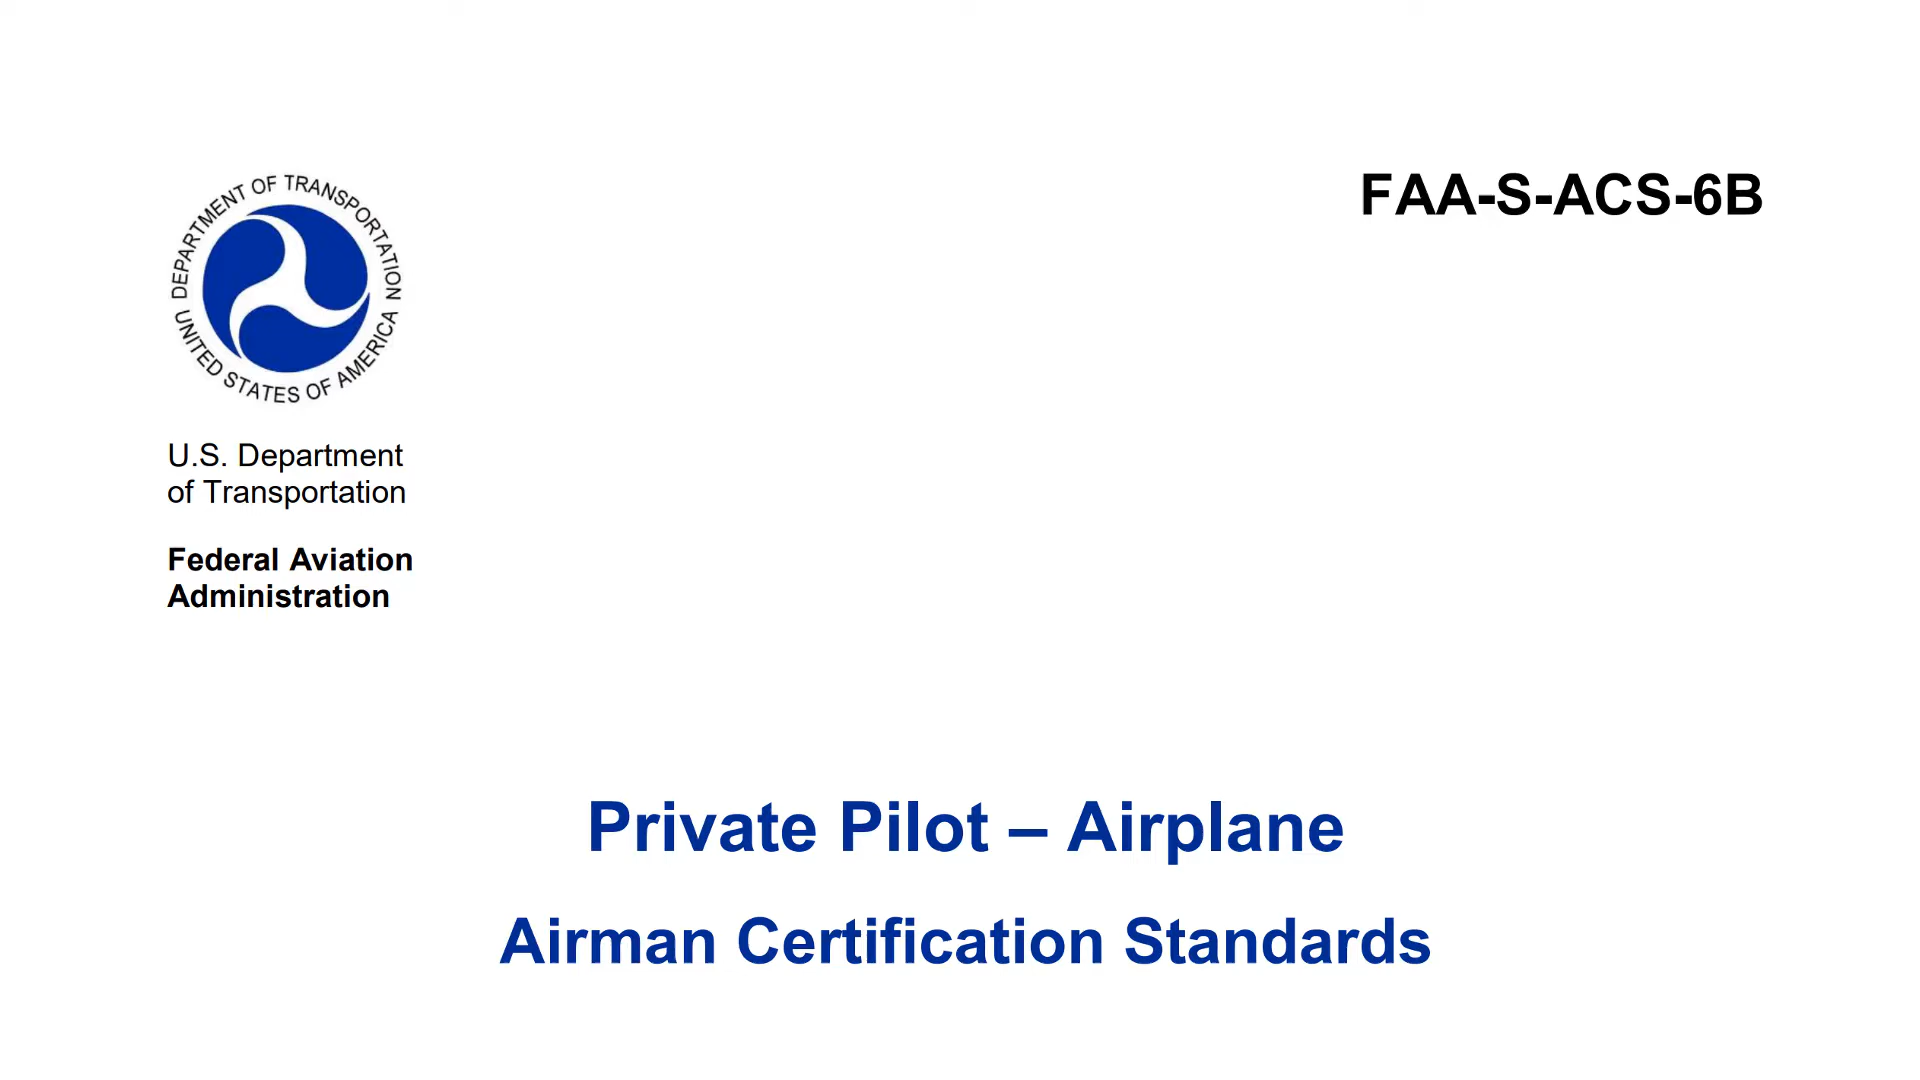 FAA-S-ACS-6B
DEPARTMENT OF TRANSPORTATION
UNITED STATES OF AMERICA
U.S. Department
of Transportation
Federal Aviation
Administration
Private Pilot – Airplane
Airman Certification Standards